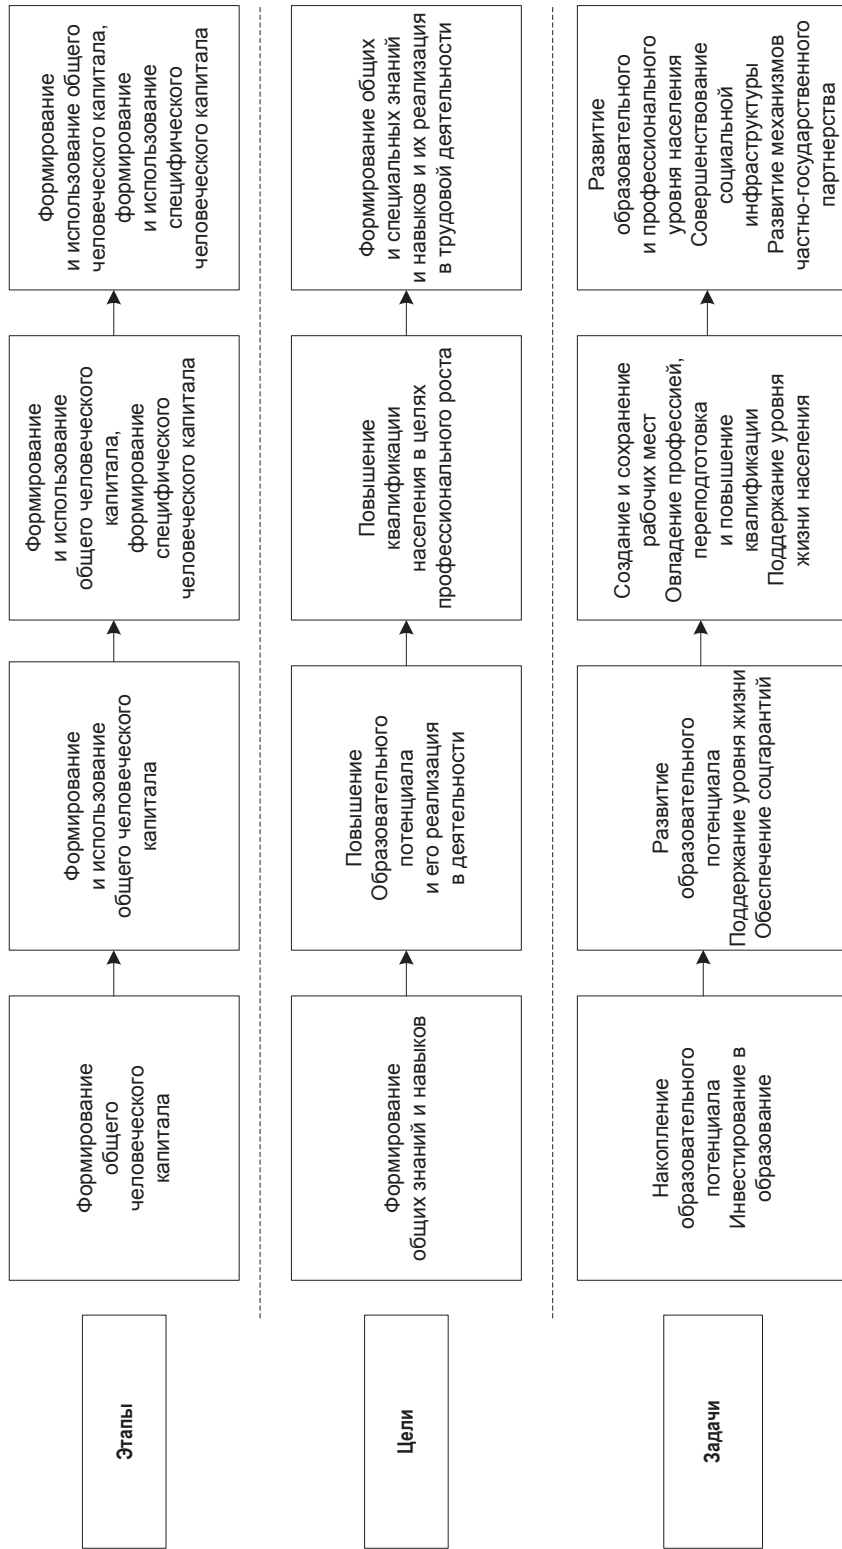 Этапы
Формирование
общего
человеческого
капитала
Формирование
и использование
общего человеческого
капитала
Формирование
и использование
общего человеческого
капитала,
формирование
специфического
человеческого капитала
Формирование
и использование общего
человеческого капитала,
формирование
и использование
специфического
человеческого капитала
Цели
Формирование
общих знаний и навыков
Повышение
Образовательного
потенциала
и его реализация
в деятельности
Повышение
квалификации
населения в целях
профессионального роста
Формирование общих
и специальных знаний
и навыков и их реализация
в трудовой деятельности
Задачи
Накопление
образовательного
потенциала
Инвестирование в
образование
Развитие
образовательного
потенциала
Поддержание уровня жизни
Обеспечение соцгарантий
Создание и сохранение
рабочих мест
Овладение профессией,
переподготовка
и повышение
квалификации
Поддержание уровня
жизни населения
Развитие
образовательного
и профессионального
уровня населения
Совершенствование
социальной
инфраструктуры
Развитие механизмов
частно-государственного
партнерства